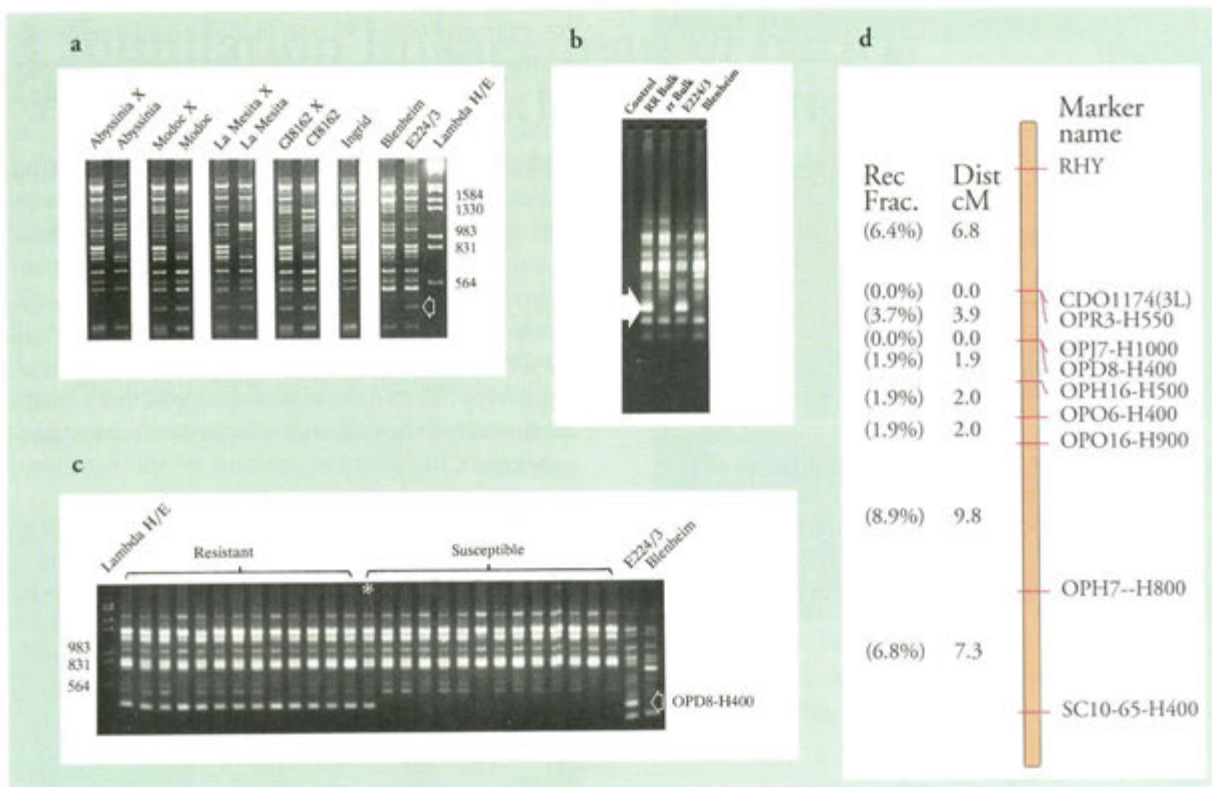 a
Abyssinia X
Abyssinia
Modoc X
Modoc
La Mesita X
La Mesita
CI8162 X
CI8162
Ingrid
Blenheim
E224/3
Lambda H/E
1584
1330
983
831
564
b
Control
RR Bulk
rr Bulk
E224/3
Blenheim
c
Lambda H/E
Resistant
Susceptible
E224/3
Blenheim
*
983
831
564
OPD8-H400
d
Marker
name
Rec Dist
Frac. cM
RHY
(6.4%) 6.8
(0.0%) 0.0
CDO1174(3L)
(3.7%) 3.9
OPR3-H550
(0.0%) 0.0
OPJ7-H1000
(1.9%) 1.9
OPD8-H400
OPH16-H500
(1.9%) 2.0
OPO6-H400
(1.9%) 2.0
OPO16-H900
(8.9%) 9.8
OPH7--H800
(6.8%) 7.3
SC10-65-H400